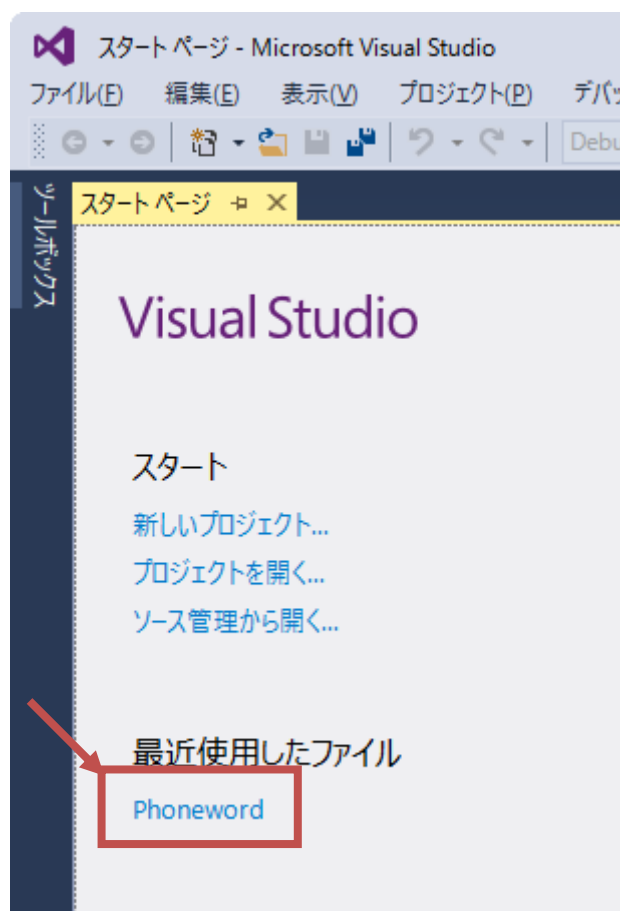 スタート ページ - Microsoft Visual Studio
ファイル(F) 編集(E) 表示(V) プロジェクト(P) デバッ
Debu
ツールボックス
スタート ページ
Visual Studio
スタート
新しいプロジェクト...
プロジェクトを開く...
ソース管理から開く...
最近使用したファイル
Phoneword